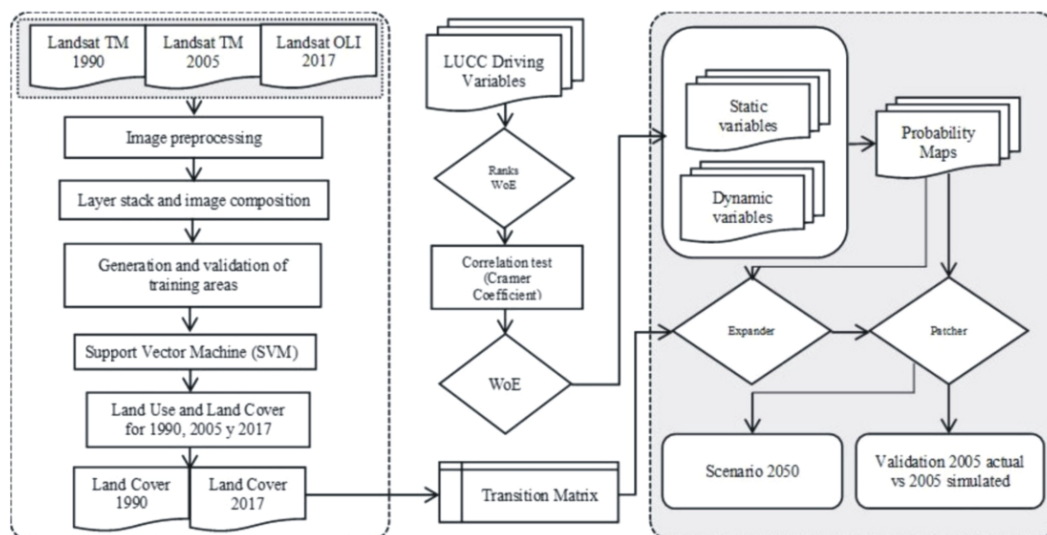 Landsat TM
1990
Landsat TM
2005
Landsat OLI
2017
Image preprocessing
Layer stack and image composition
Generation and validation of
training areas
Support Vector Machine (SVM)
Land Use and Land Cover
for 1990, 2005 y 2017
Land Cover
1990
Land Cover
2017
LUCC Driving
Variables
Ranks
WoE
Correlation test
(Cramer
Coefficient)
WoE
Transition Matrix
Static
variables
Dynamic
variables
Probability
Maps
Expander
Patcher
Scenario 2050
Validation 2005 actual
vs 2005 simulated